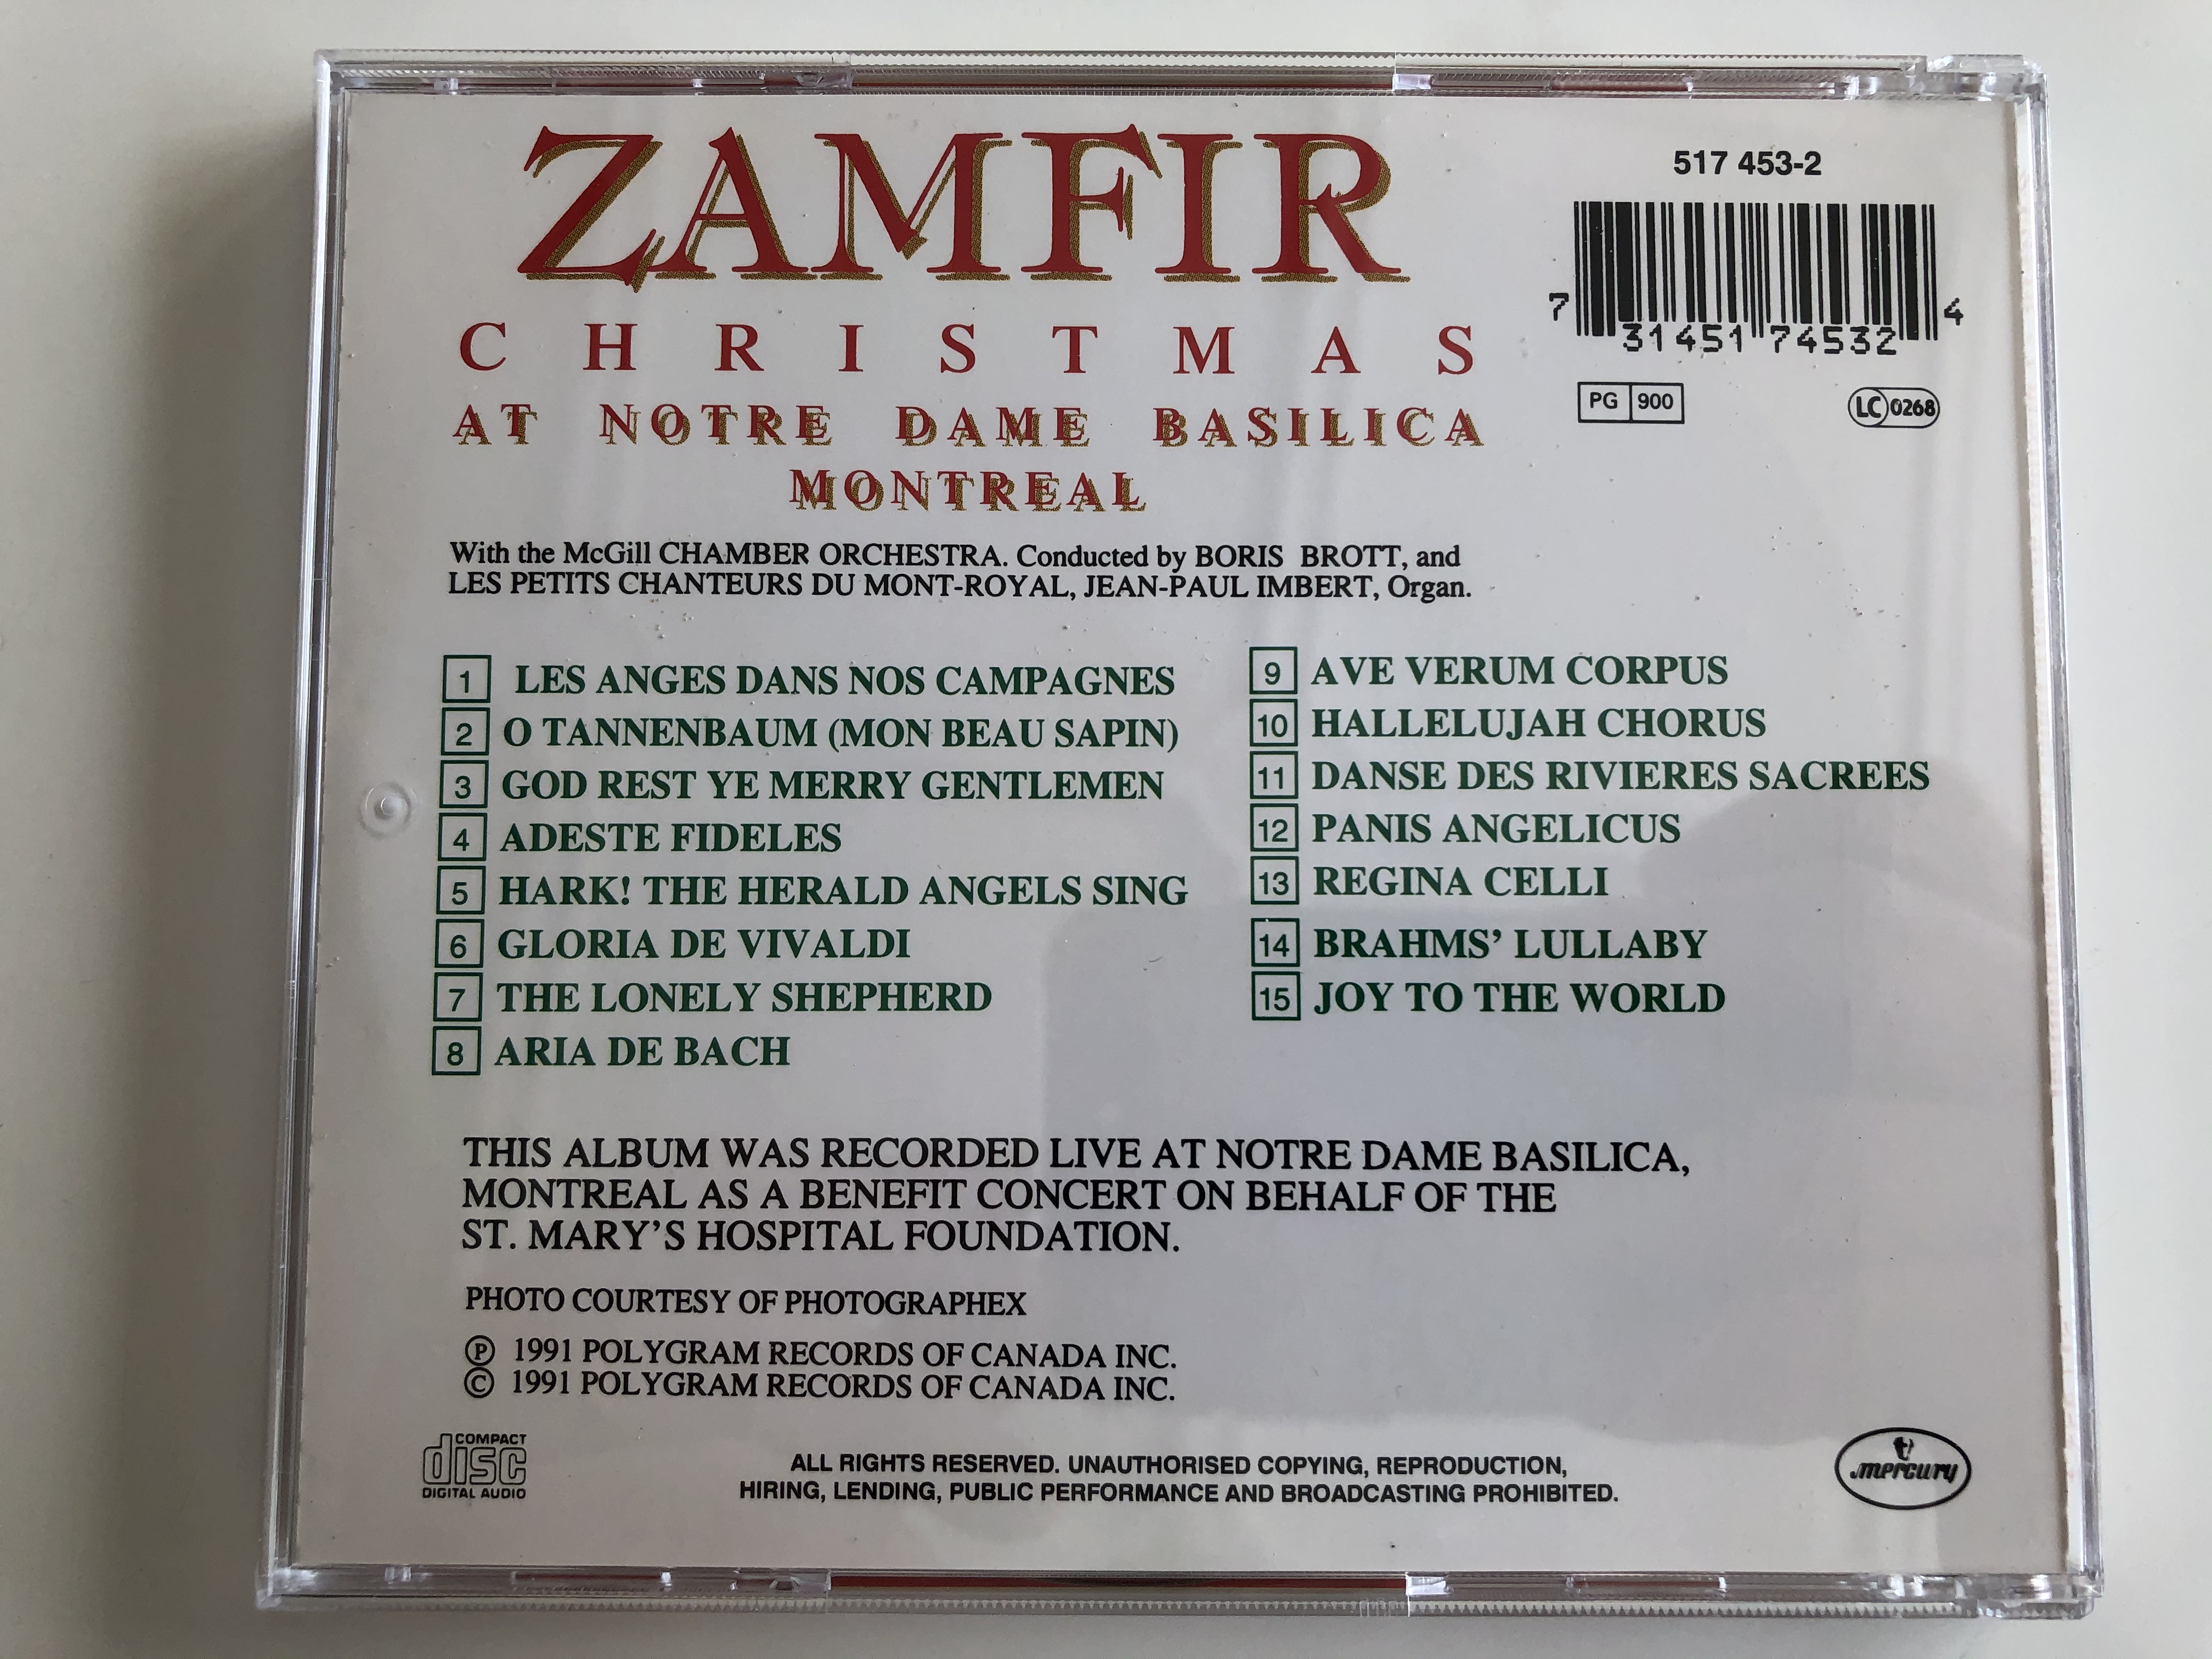 ZAMFIR
CHRISTMAS
AT NOTRE DAME BASILICA
MONTREAL
517 453-2
7 31451 74532 4
PG 900
LC 0268
With the McGill CHAMBER ORCHESTRA. Conducted by BORIS BROTT, and
LES PETITS CHANTEURS DU MONT-ROYAL, JEAN-PAUL IMBERT, Organ.
1 LES ANGES DANS NOS CAMPAGNES
2 O TANNENBAUM (MON BEAU SAPIN)
3 GOD REST YE MERRY GENTLEMEN
4 ADESTE FIDELES
5 HARK! THE HERALD ANGELS SING
6 GLORIA DE VIVALDI
7 THE LONELY SHEPHERD
8 ARIA DE BACH
9 AVE VERUM CORPUS
10 HALLELUJAH CHORUS
11 DANSE DES RIVIERES SACREES
12 PANIS ANGELICUS
13 REGINA CELLI
14 BRAHMS’ LULLABY
15 JOY TO THE WORLD
THIS ALBUM WAS RECORDED LIVE AT NOTRE DAME BASILICA,
MONTREAL AS A BENEFIT CONCERT ON BEHALF OF THE
ST. MARY’S HOSPITAL FOUNDATION.
PHOTO COURTESY OF PHOTOGRAPHEX
Ⓟ 1991 POLYGRAM RECORDS OF CANADA INC.
© 1991 POLYGRAM RECORDS OF CANADA INC.
COMPACT
disc
DIGITAL AUDIO
ALL RIGHTS RESERVED. UNAUTHORISED COPYING, REPRODUCTION,
HIRING, LENDING, PUBLIC PERFORMANCE AND BROADCASTING PROHIBITED.
mercury